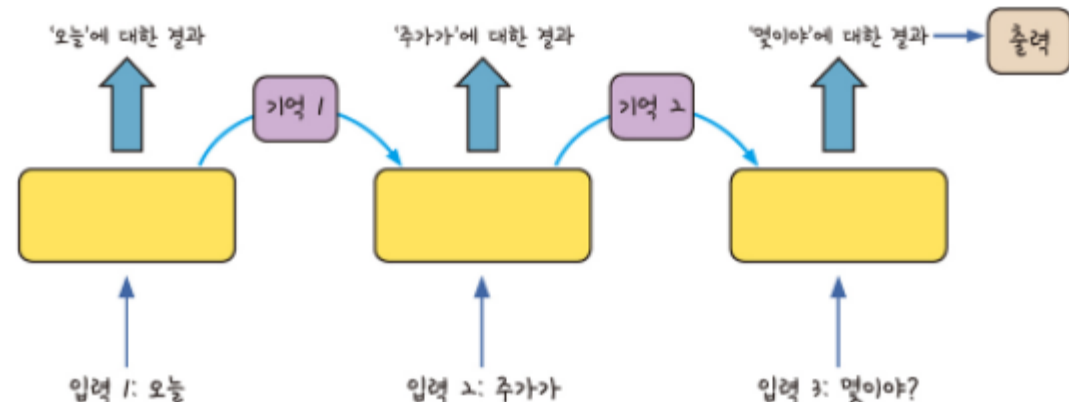 '오늘'에 대한 결과
'주가가'에 대한 결과
'몇이야'에 대한 결과
출력
기억 1
기억 2
입력 1: 오늘
입력 2: 주가가
입력 3: 몇이야?